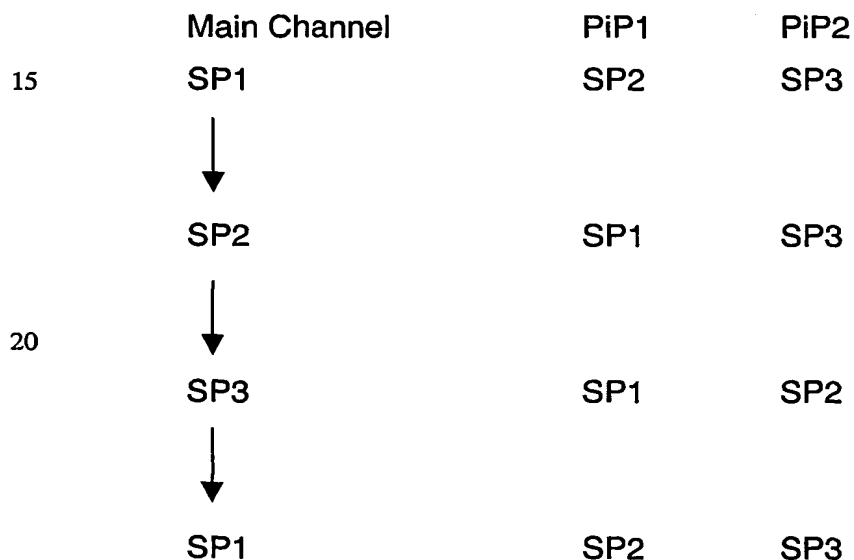 Main Channel PiP1 PiP2
15 SP1 SP2 SP3
SP2 SP1 SP3
20
SP3 SP1 SP2
SP1 SP2 SP3